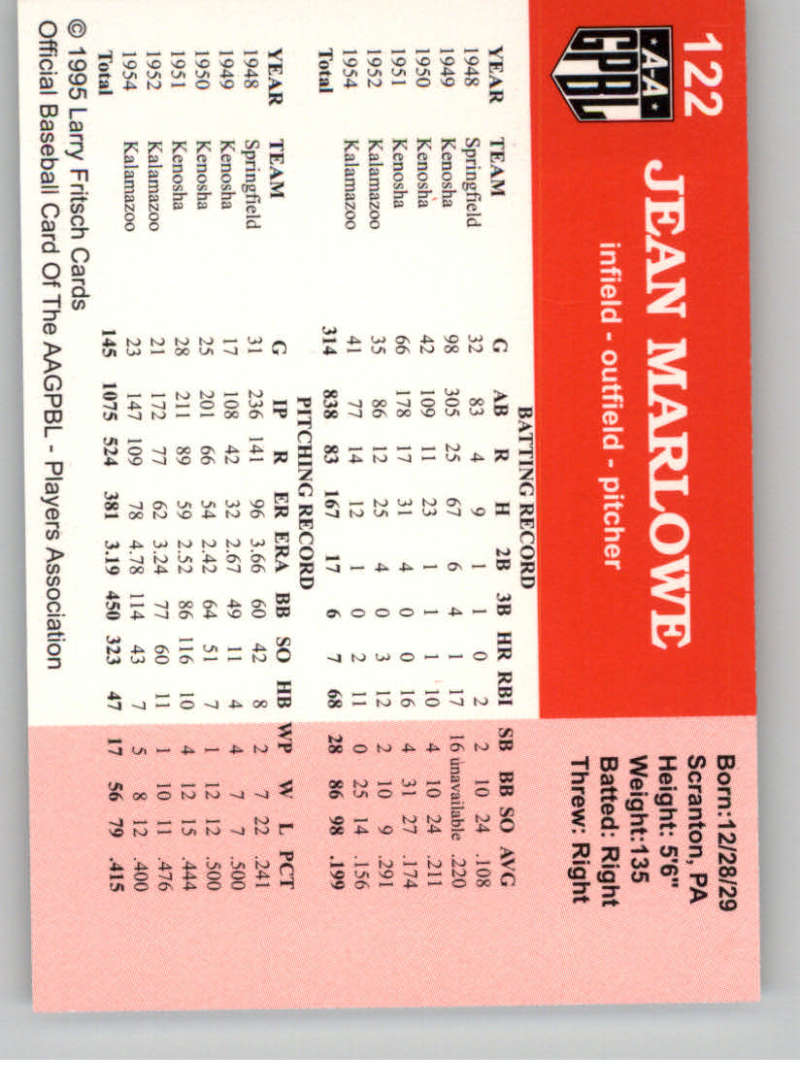 122
AA
GPBL
JEAN MARLOWE
infield - outfield - pitcher
Born:12/28/29
Scranton, PA
Height: 5'6"
Weight:135
Batted: Right
Threw: Right
BATTING RECORD
YEAR TEAM G AB R H 2B 3B HR RBI SB BB SO AVG
1948 Springfield 32 83 4 9 1 1 0 2 2 10 24 .108
1949 Kenosha 98 305 25 67 6 4 1 17 16 unavailable .220
1950 Kenosha 42 109 11 23 1 1 1 10 4 10 24 .211
1951 Kenosha 66 178 17 31 4 0 0 16 4 31 27 .174
1952 Kalamazoo 35 86 12 25 4 0 3 12 2 10 9 .291
1954 Kalamazoo 41 77 14 12 1 0 2 11 0 25 14 .156
Total 314 838 83 167 17 6 7 68 28 86 98 .199
PITCHING RECORD
YEAR TEAM G IP R ER ERA BB SO HB WP W L PCT
1948 Springfield 31 236 141 96 3.66 60 42 8 2 7 22 .241
1949 Kenosha 17 108 42 32 2.67 49 11 4 4 7 7 .500
1950 Kenosha 25 201 66 54 2.42 64 51 7 1 12 12 .500
1951 Kenosha 28 211 89 59 2.52 86 116 10 4 12 15 .444
1952 Kalamazoo 21 172 77 62 3.24 77 60 11 1 10 11 .476
1954 Kalamazoo 23 147 109 78 4.78 114 43 7 5 8 12 .400
Total 145 1075 524 381 3.19 450 323 47 17 56 79 .415
© 1995 Larry Fritsch Cards
Official Baseball Card Of The AAGPBL - Players Association